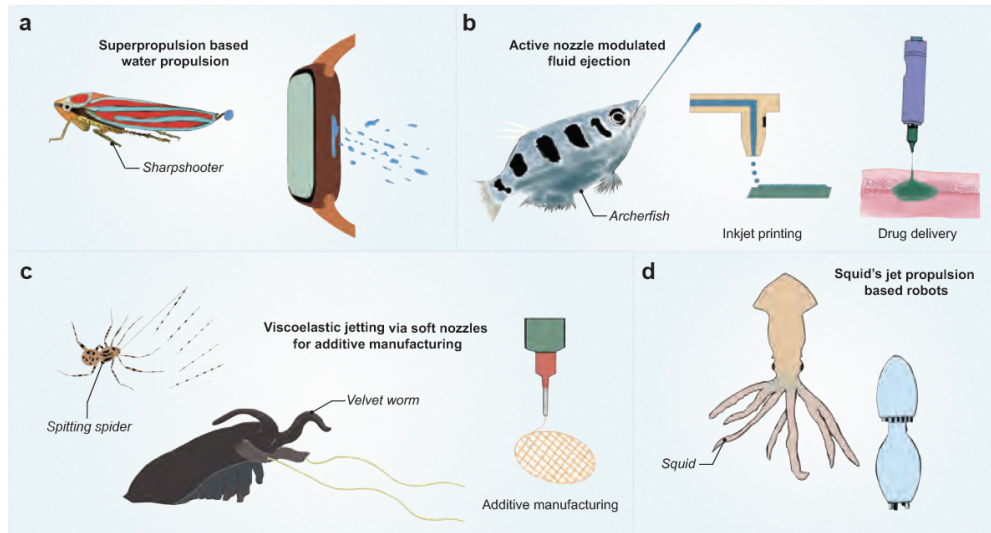 a
Superpropulsion based
water propulsion
Sharpshooter
b
Active nozzle modulated
fluid ejection
Archerfish
Inkjet printing
Drug delivery
c
Viscoelastic jetting via soft nozzles
for additive manufacturing
Spitting spider
Velvet worm
Additive manufacturing
d
Squid's jet propulsion
based robots
Squid